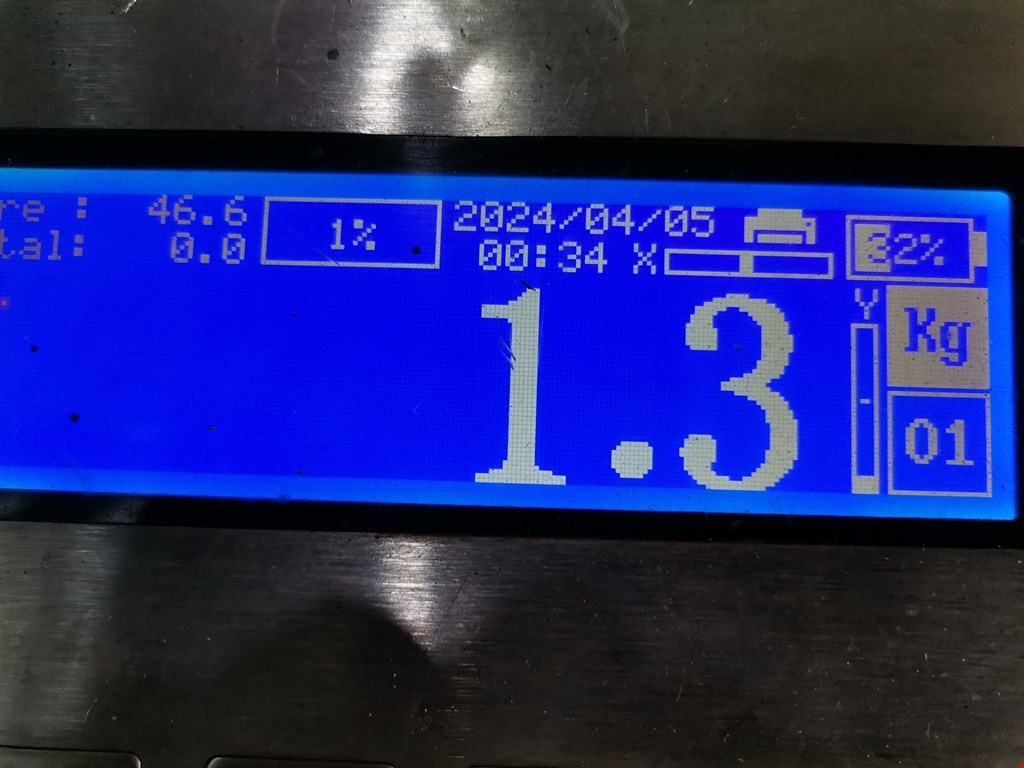 re : 46.6 1% 2024/04/05 32%
tal: 0.0 00:34 X
1.3 Y Kg
01